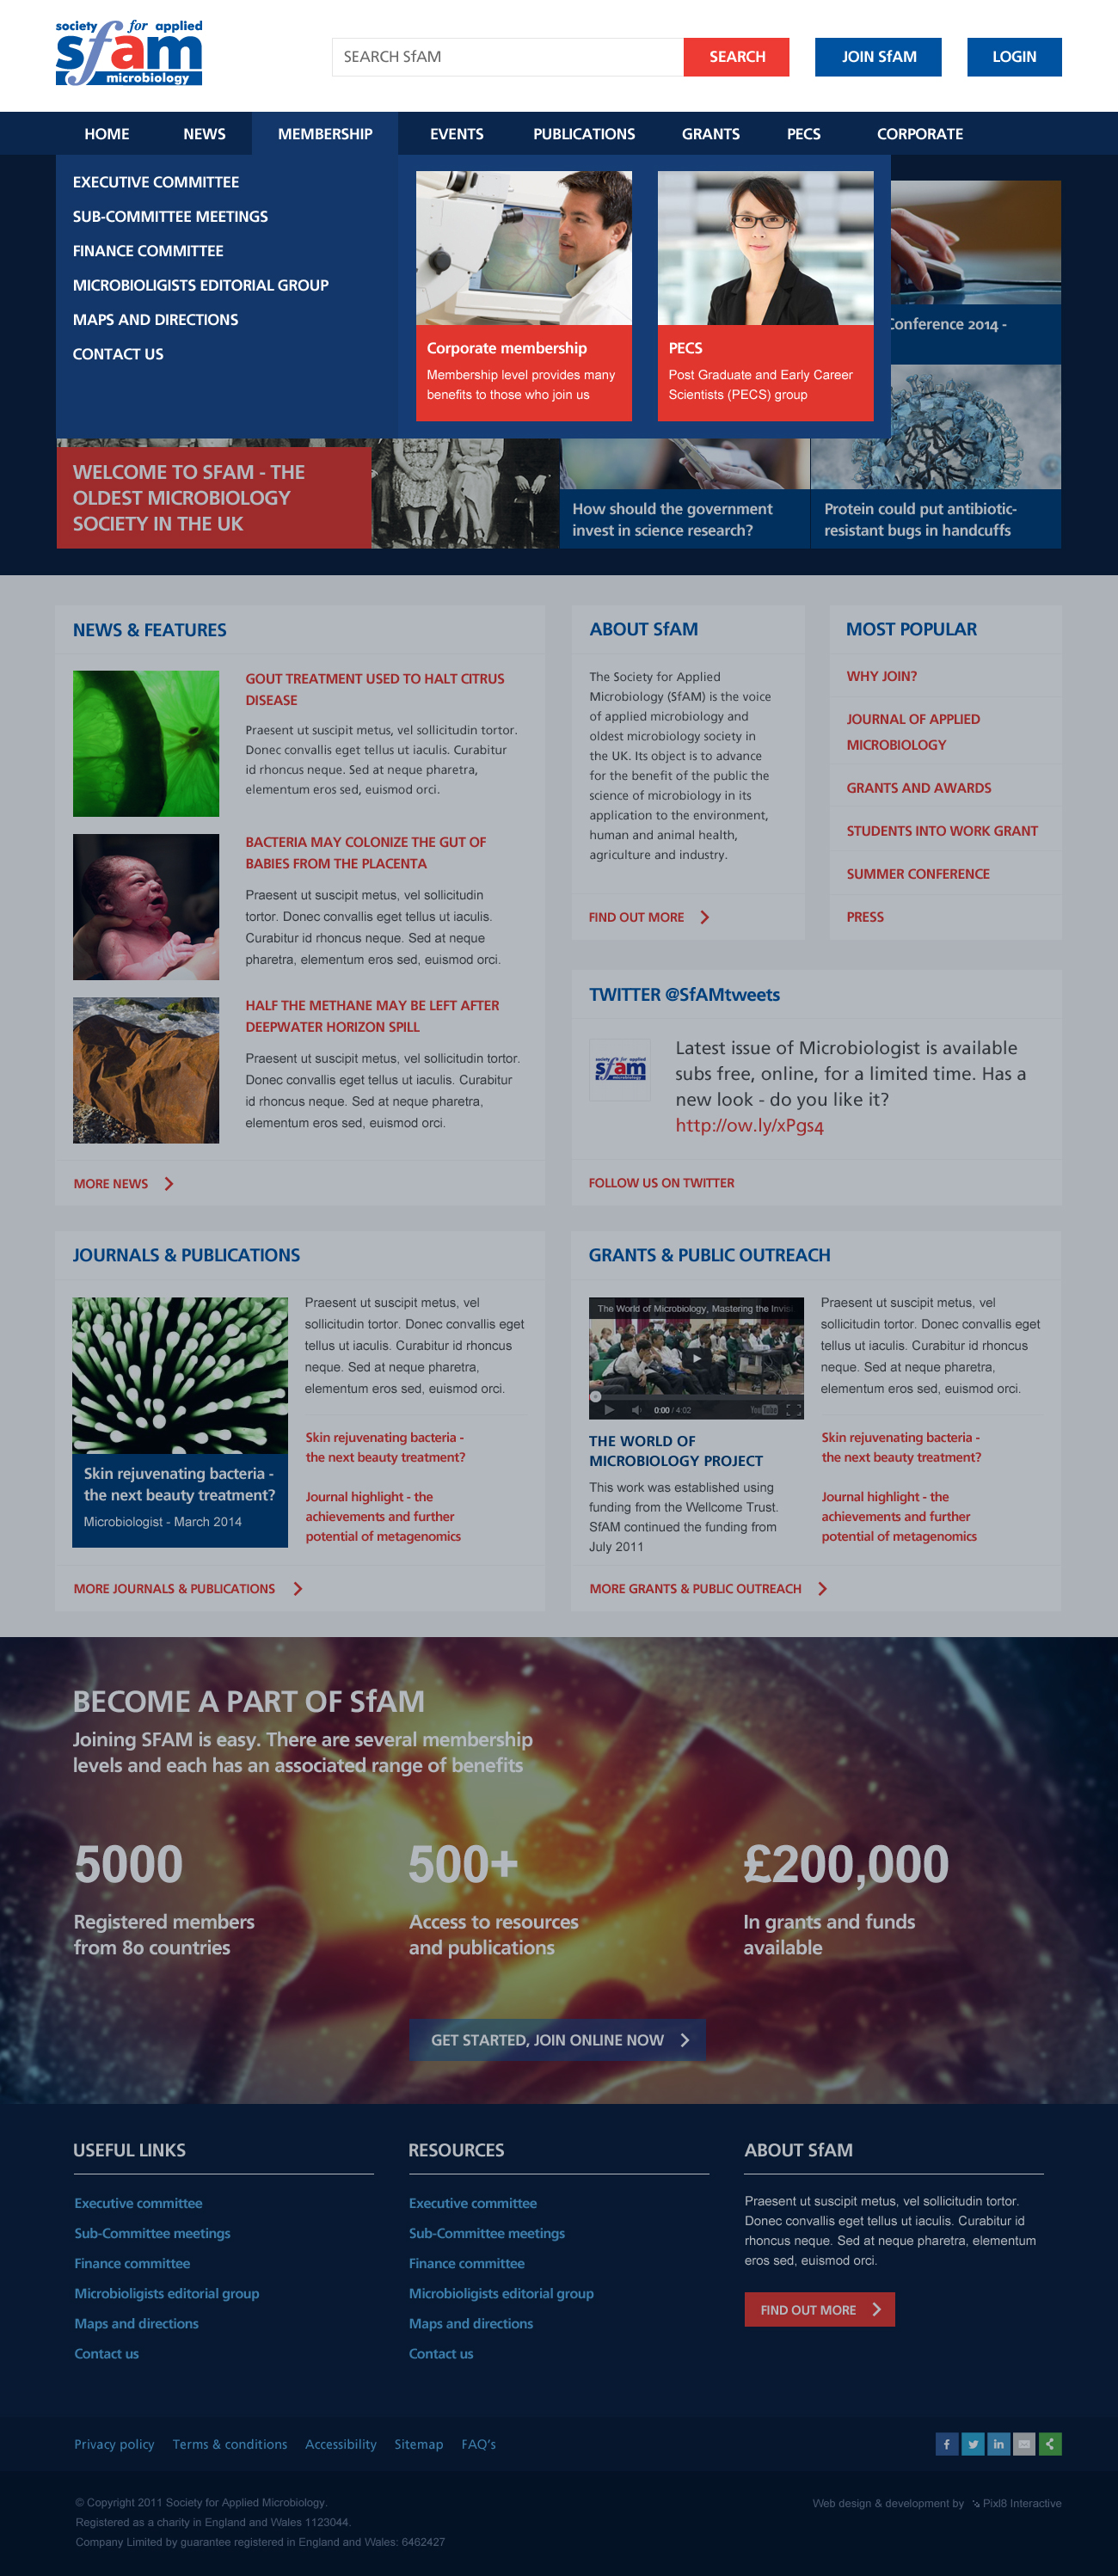 society for applied
sfam
microbiology
SEARCH SfAM
SEARCH
JOIN SfAM
LOGIN
HOME
NEWS
MEMBERSHIP
EVENTS
PUBLICATIONS
GRANTS
PECS
CORPORATE
EXECUTIVE COMMITTEE
SUB-COMMITTEE MEETINGS
FINANCE COMMITTEE
MICROBIOLIGISTS EDITORIAL GROUP
MAPS AND DIRECTIONS
CONTACT US
Corporate membership
Membership level provides many
benefits to those who join us
PECS
Post Graduate and Early Career
Scientists (PECS) group
Conference 2014 -
WELCOME TO SFAM - THE
OLDEST MICROBIOLOGY
SOCIETY IN THE UK
How should the government
invest in science research?
Protein could put antibiotic-
resistant bugs in handcuffs
NEWS & FEATURES
GOUT TREATMENT USED TO HALT CITRUS
DISEASE
Praesent ut suscipit metus, vel sollicitudin tortor.
Donec convallis eget tellus ut iaculis. Curabitur
id rhoncus neque. Sed at neque pharetra,
elementum eros sed, euismod orci.
BACTERIA MAY COLONIZE THE GUT OF
BABIES FROM THE PLACENTA
Praesent ut suscipit metus, vel sollicitudin
tortor. Donec convallis eget tellus ut iaculis.
Curabitur id rhoncus neque. Sed at neque
pharetra, elementum eros sed, euismod orci.
HALF THE METHANE MAY BE LEFT AFTER
DEEPWATER HORIZON SPILL
Praesent ut suscipit metus, vel sollicitudin tortor.
Donec convallis eget tellus ut iaculis. Curabitur
id rhoncus neque. Sed at neque pharetra,
elementum eros sed, euismod orci.
MORE NEWS
ABOUT SfAM
The Society for Applied
Microbiology (SfAM) is the voice
of applied microbiology and
oldest microbiology society in
the UK. Its object is to advance
for the benefit of the public the
science of microbiology in its
application to the environment,
human and animal health,
agriculture and industry.
FIND OUT MORE
MOST POPULAR
WHY JOIN?
JOURNAL OF APPLIED
MICROBIOLOGY
GRANTS AND AWARDS
STUDENTS INTO WORK GRANT
SUMMER CONFERENCE
PRESS
TWITTER @SfAMtweets
society for applied
sfam
microbiology
Latest issue of Microbiologist is available
subs free, online, for a limited time. Has a
new look - do you like it?
http://ow.ly/xPgs4
FOLLOW US ON TWITTER
JOURNALS & PUBLICATIONS
Skin rejuvenating bacteria -
the next beauty treatment?
Microbiologist - March 2014
Praesent ut suscipit metus, vel
sollicitudin tortor. Donec convallis eget
tellus ut iaculis. Curabitur id rhoncus
neque. Sed at neque pharetra,
elementum eros sed, euismod orci.
Skin rejuvenating bacteria -
the next beauty treatment?
Journal highlight - the
achievements and further
potential of metagenomics
MORE JOURNALS & PUBLICATIONS
GRANTS & PUBLIC OUTREACH
The World of Microbiology, Mastering the Invisi
0:00 / 4:02
YouTube
THE WORLD OF
MICROBIOLOGY PROJECT
This work was established using
funding from the Wellcome Trust.
SfAM continued the funding from
July 2011
Praesent ut suscipit metus, vel
sollicitudin tortor. Donec convallis eget
tellus ut iaculis. Curabitur id rhoncus
neque. Sed at neque pharetra,
elementum eros sed, euismod orci.
Skin rejuvenating bacteria -
the next beauty treatment?
Journal highlight - the
achievements and further
potential of metagenomics
MORE GRANTS & PUBLIC OUTREACH
BECOME A PART OF SfAM
Joining SFAM is easy. There are several membership
levels and each has an associated range of benefits
5000
Registered members
from 80 countries
500+
Access to resources
and publications
£200,000
In grants and funds
available
GET STARTED, JOIN ONLINE NOW
USEFUL LINKS
Executive committee
Sub-Committee meetings
Finance committee
Microbioligists editorial group
Maps and directions
Contact us
RESOURCES
Executive committee
Sub-Committee meetings
Finance committee
Microbioligists editorial group
Maps and directions
Contact us
ABOUT SfAM
Praesent ut suscipit metus, vel sollicitudin tortor.
Donec convallis eget tellus ut iaculis. Curabitur id
rhoncus neque. Sed at neque pharetra, elementum
eros sed, euismod orci.
FIND OUT MORE
Privacy policy
Terms & conditions
Accessibility
Sitemap
FAQ's
© Copyright 2011 Society for Applied Microbiology.
Registered as a charity in England and Wales 1123044.
Company Limited by guarantee registered in England and Wales: 6462427
Web design & development by Pixl8 Interactive